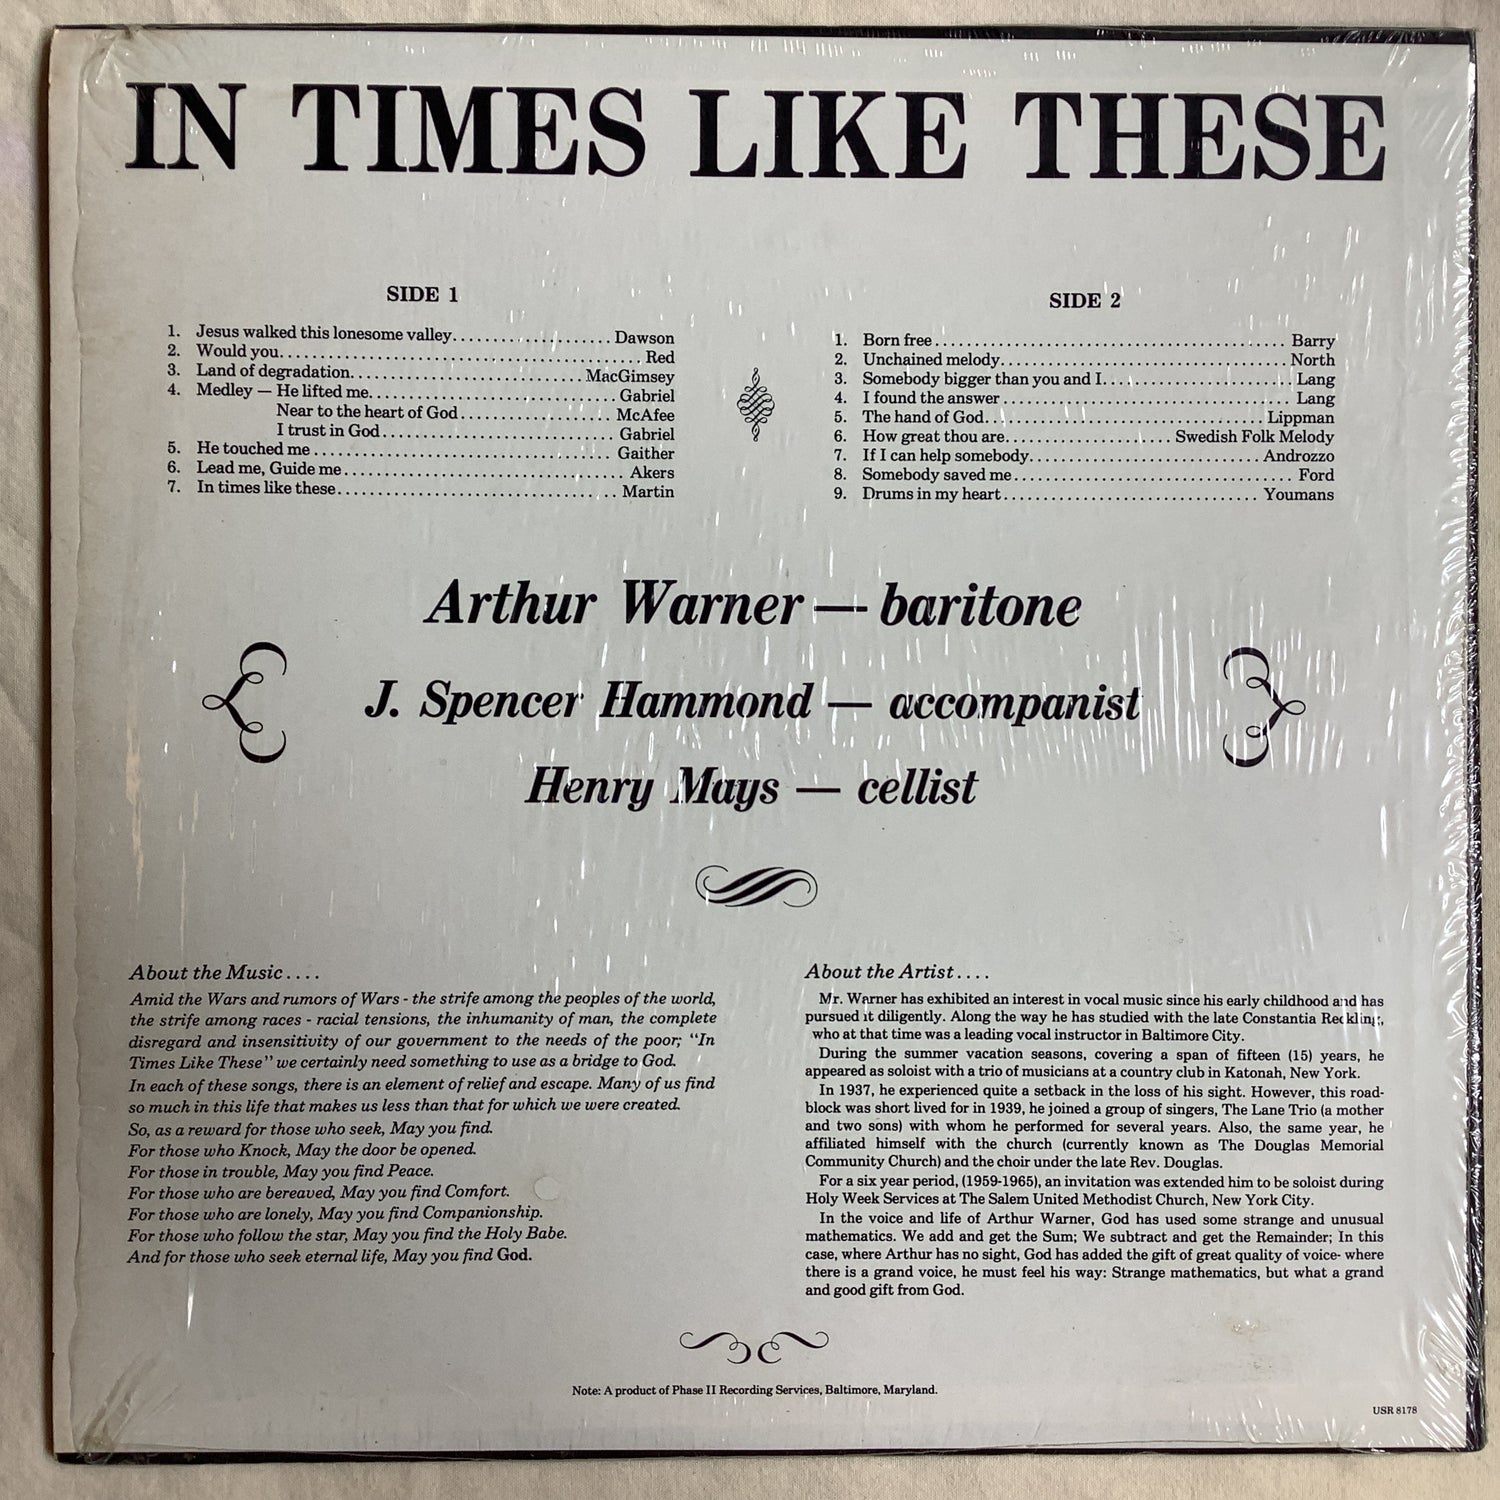 IN TIMES LIKE THESE
SIDE 1
1. Jesus walked this lonesome valley.................... Dawson
2. Would you.......................................... Red
3. Land of degradation............................ MacGimsey
4. Medley — He lifted me............................. Gabriel
Near to the heart of God.................... McAfee
I trust in God............................. Gabriel
5. He touched me..................................... Gaither
6. Lead me, Guide me................................. Akers
7. In times like these................................ Martin
SIDE 2
1. Born free.......................................... Barry
2. Unchained melody.................................. North
3. Somebody bigger than you and I....................... Lang
4. I found the answer................................. Lang
5. The hand of God................................. Lippman
6. How great thou are.................... Swedish Folk Melody
7. If I can help somebody........................... Androzzo
8. Somebody saved me................................. Ford
9. Drums in my heart.............................. Youmans
Arthur Warner — baritone
J. Spencer Hammond — accompanist
Henry Mays — cellist
About the Music....
Amid the Wars and rumors of Wars - the strife among the peoples of the world,
the strife among races - racial tensions, the inhumanity of man, the complete
disregard and insensitivity of our government to the needs of the poor; "In
Times Like These" we certainly need something to use as a bridge to God.
In each of these songs, there is an element of relief and escape. Many of us find
so much in this life that makes us less than that for which we were created.
So, as a reward for those who seek, May you find.
For those who Knock, May the door be opened.
For those in trouble, May you find Peace.
For those who are bereaved, May you find Comfort.
For those who are lonely, May you find Companionship.
For those who follow the star, May you find the Holy Babe.
And for those who seek eternal life, May you find God.
About the Artist....
Mr. Warner has exhibited an interest in vocal music since his early childhood and has
pursued it diligently. Along the way he has studied with the late Constantia Reckling,
who at that time was a leading vocal instructor in Baltimore City.
During the summer vacation seasons, covering a span of fifteen (15) years, he
appeared as soloist with a trio of musicians at a country club in Katonah, New York.
In 1937, he experienced quite a setback in the loss of his sight. However, this road-
block was short lived for in 1939, he joined a group of singers, The Lane Trio (a mother
and two sons) with whom he performed for several years. Also, the same year, he
affiliated himself with the church (currently known as The Douglas Memorial
Community Church) and the choir under the late Rev. Douglas.
For a six year period, (1959-1965), an invitation was extended him to be soloist during
Holy Week Services at The Salem United Methodist Church, New York City.
In the voice and life of Arthur Warner, God has used some strange and unusual
mathematics. We add and get the Sum; We subtract and get the Remainder; In this
case, where Arthur has no sight, God has added the gift of great quality of voice- where
there is a grand voice, he must feel his way: Strange mathematics, but what a grand
and good gift from God.
Note: A product of Phase II Recording Services, Baltimore, Maryland.
USR 8178